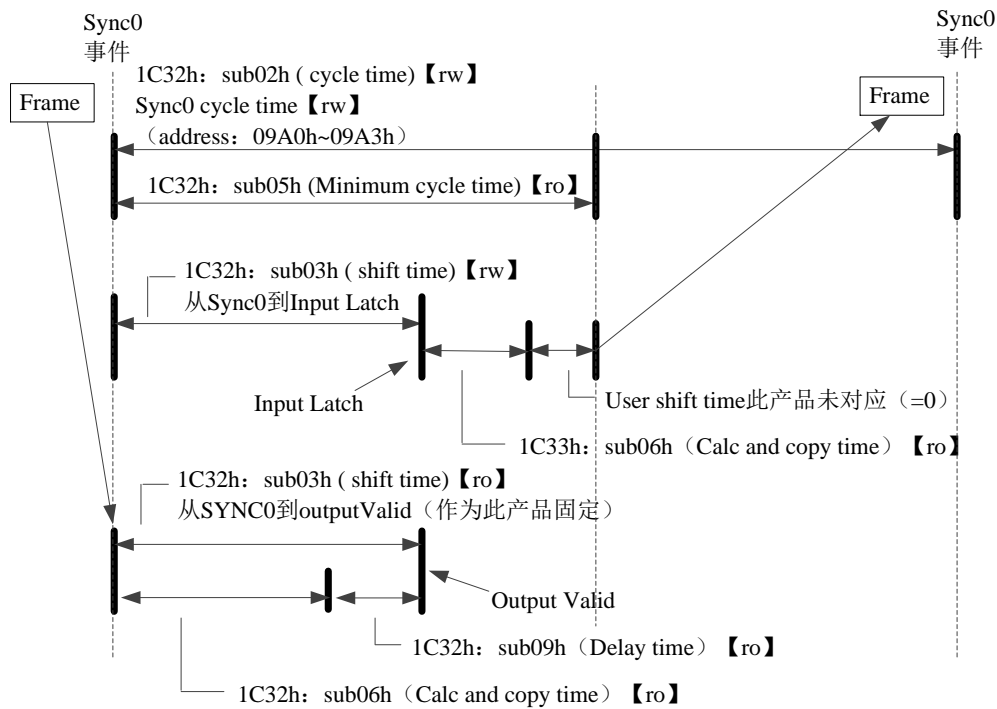 Sync0
事件
Sync0
事件
1C32h：sub02h ( cycle time)【rw】
Frame
Sync0 cycle time【rw】
Frame
（address：09A0h~09A3h）
1C32h：sub05h (Minimum cycle time)【ro】
1C32h：sub03h ( shift time)【rw】
从Sync0到Input Latch
Input Latch
User shift time此产品未对应（=0）
1C33h：sub06h（Calc and copy time）【ro】
1C32h：sub03h ( shift time)【ro】
从SYNC0到outputValid（作为此产品固定）
Output Valid
1C32h：sub09h（Delay time）【ro】
1C32h：sub06h（Calc and copy time）【ro】